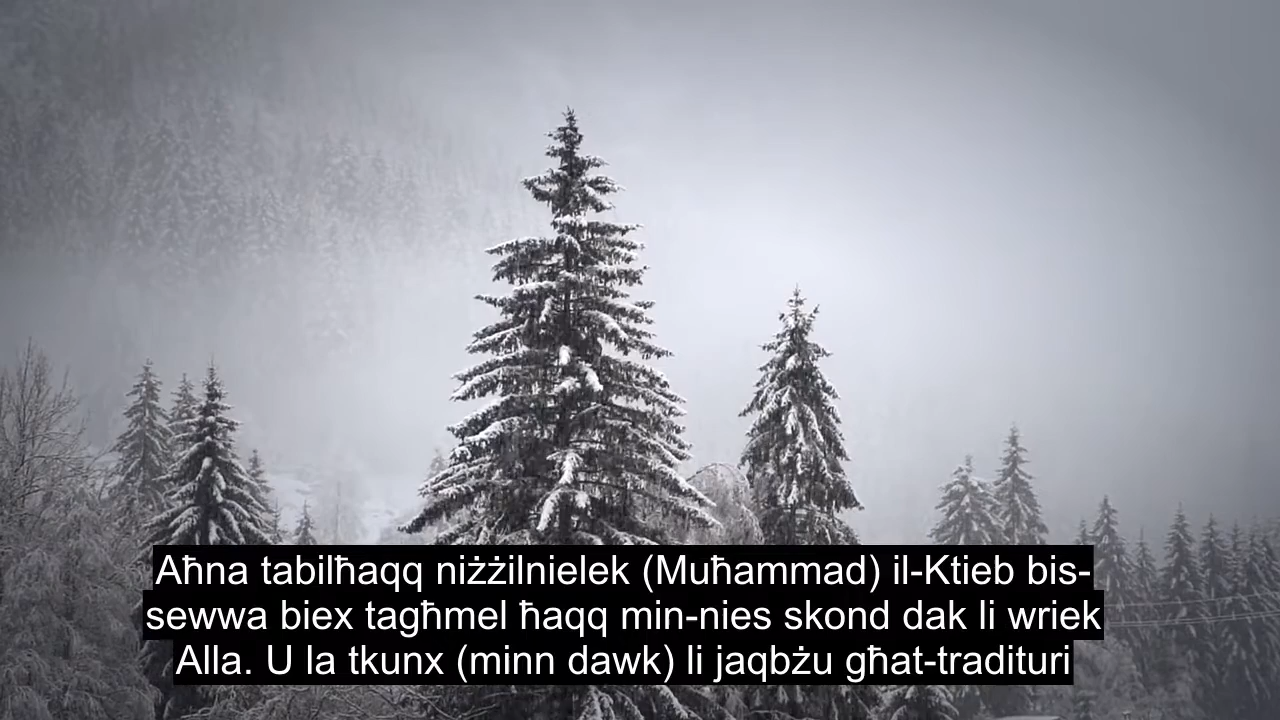 Aħna tabilħaqq niżżilnielek (Muħammad) il-Ktieb bis-
sewwa biex tagħmel ħaqq min-nies skond dak li wriek
Alla. U la tkunx (minn dawk) li jaqbżu għat-tradituri